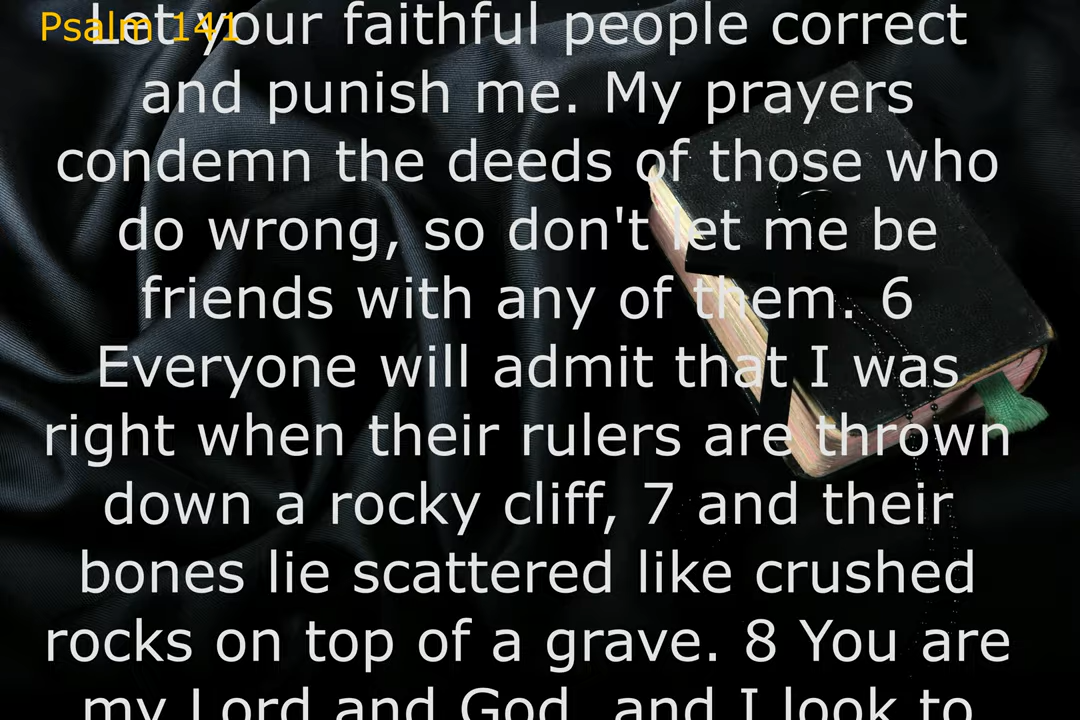 Psalm 141
Let your faithful people correct
and punish me. My prayers
condemn the deeds of those who
do wrong, so don't let me be
friends with any of them. 6
Everyone will admit that I was
right when their rulers are thrown
down a rocky cliff, 7 and their
bones lie scattered like crushed
rocks on top of a grave. 8 You are
my Lord and God, and I look to